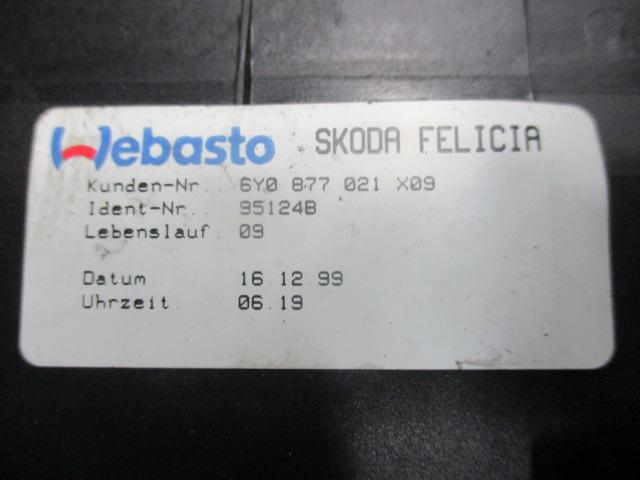 Webasto SKODA FELICIA
Kunden-Nr.: 6Y0 877 021 X09
Ident-Nr.: 95124B
Lebenslauf: 09
Datum: 16.12.99
Uhrzeit: 06.19